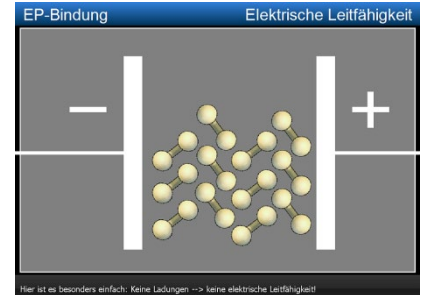 EP-Bindung
Elektrische Leitfähigkeit
− +
Hier ist es besonders einfach: Keine Ladungen --> keine elektrische Leitfähigkeit!